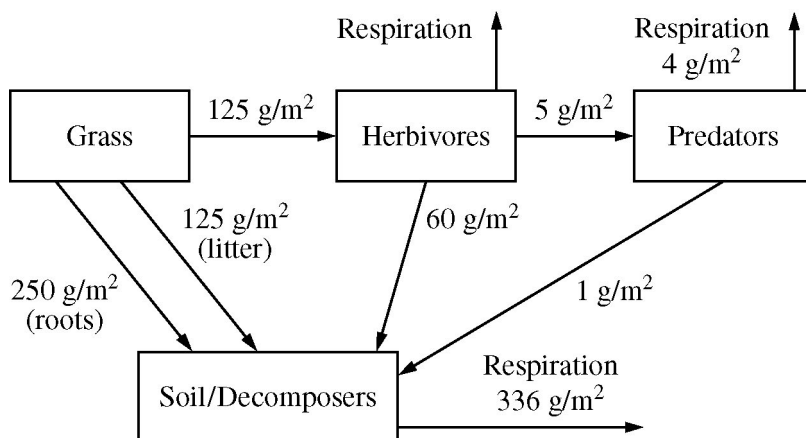 Respiration
Respiration
4 g/m²
125 g/m²
5 g/m²
Grass
Herbivores
Predators
125 g/m²
(litter)
60 g/m²
250 g/m²
(roots)
1 g/m²
Soil/Decomposers
Respiration
336 g/m²